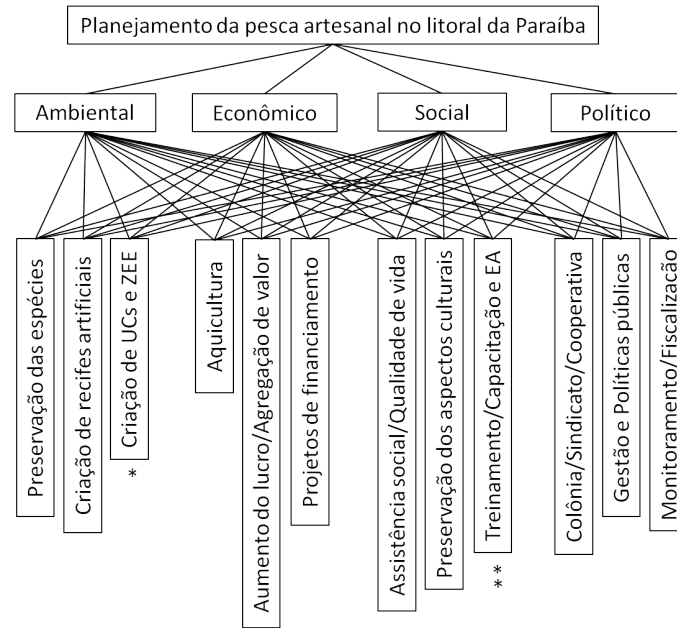 Planejamento da pesca artesanal no litoral da Paraíba
Ambiental
Econômico
Social
Político
Preservação das espécies
Criação de recifes artificiais
Criação de UCs e ZEE
*
Aquicultura
Aumento do lucro/Agregação de valor
Projetos de financiamento
Assistência social/Qualidade de vida
Preservação dos aspectos culturais
Treinamento/Capacitação e EA
**
Colônia/Sindicato/Cooperativa
Gestão e Políticas públicas
Monitoramento/Fiscalização